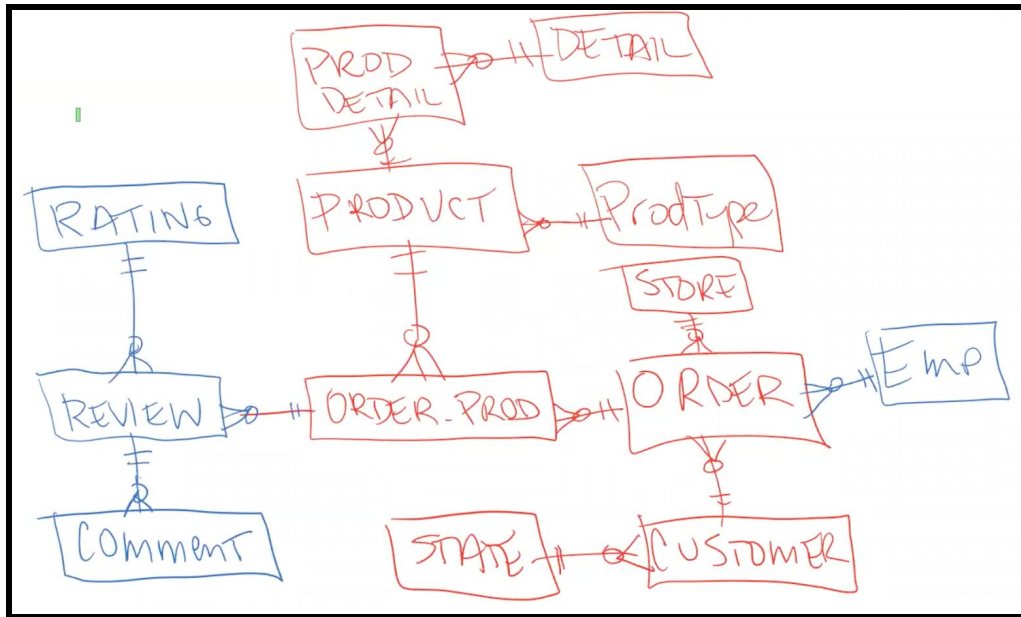 PROD
DETAIL
DETAIL
RATING
PRODUCT
ProdType
STORE
REVIEW
ORDER_PROD
ORDER
Emp
Comment
STATE
CUSTOMER